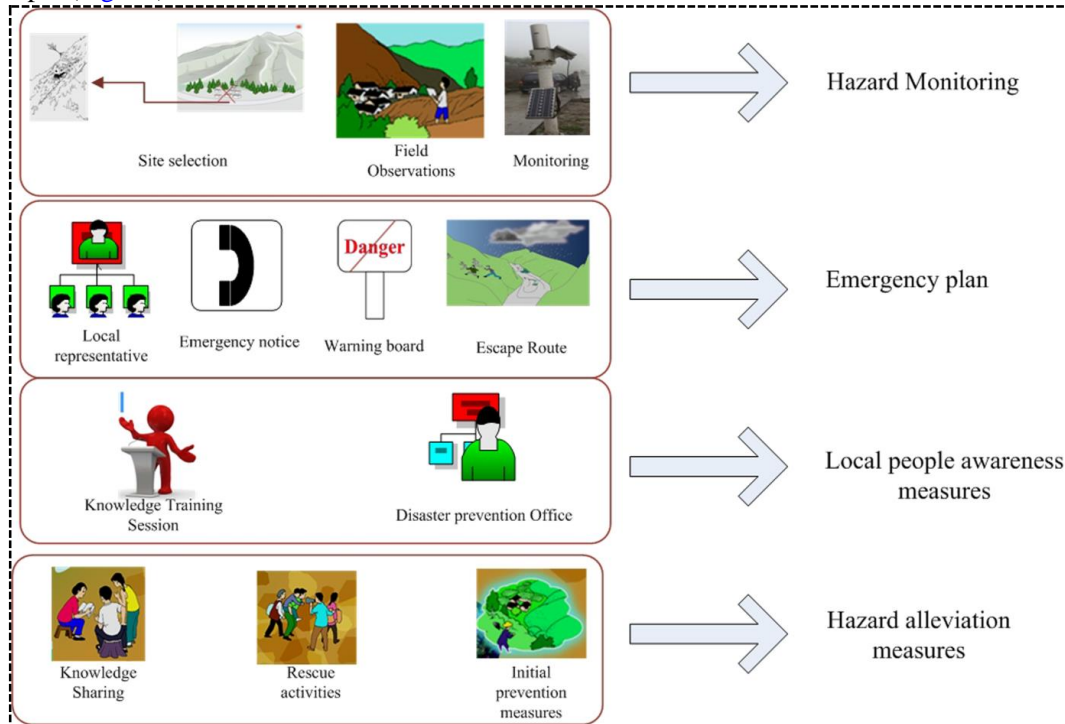 Site selection
Field
Observations
Monitoring
Hazard Monitoring
Danger
Local
representative
Emergency notice
Warning board
Escape Route
Emergency plan
Knowledge Training
Session
Disaster prevention Office
Local people awareness
measures
Knowledge
Sharing
Rescue
activities
Initial
prevention
measures
Hazard alleviation
measures